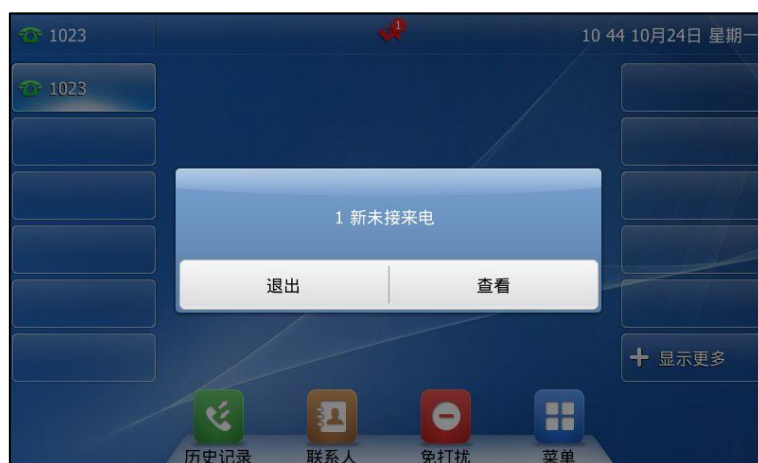 1023
1
10 44 10月24日 星期一
1023
1 新未接来电
退出
查看
显示更多
历史记录
联系人
免打扰
菜单